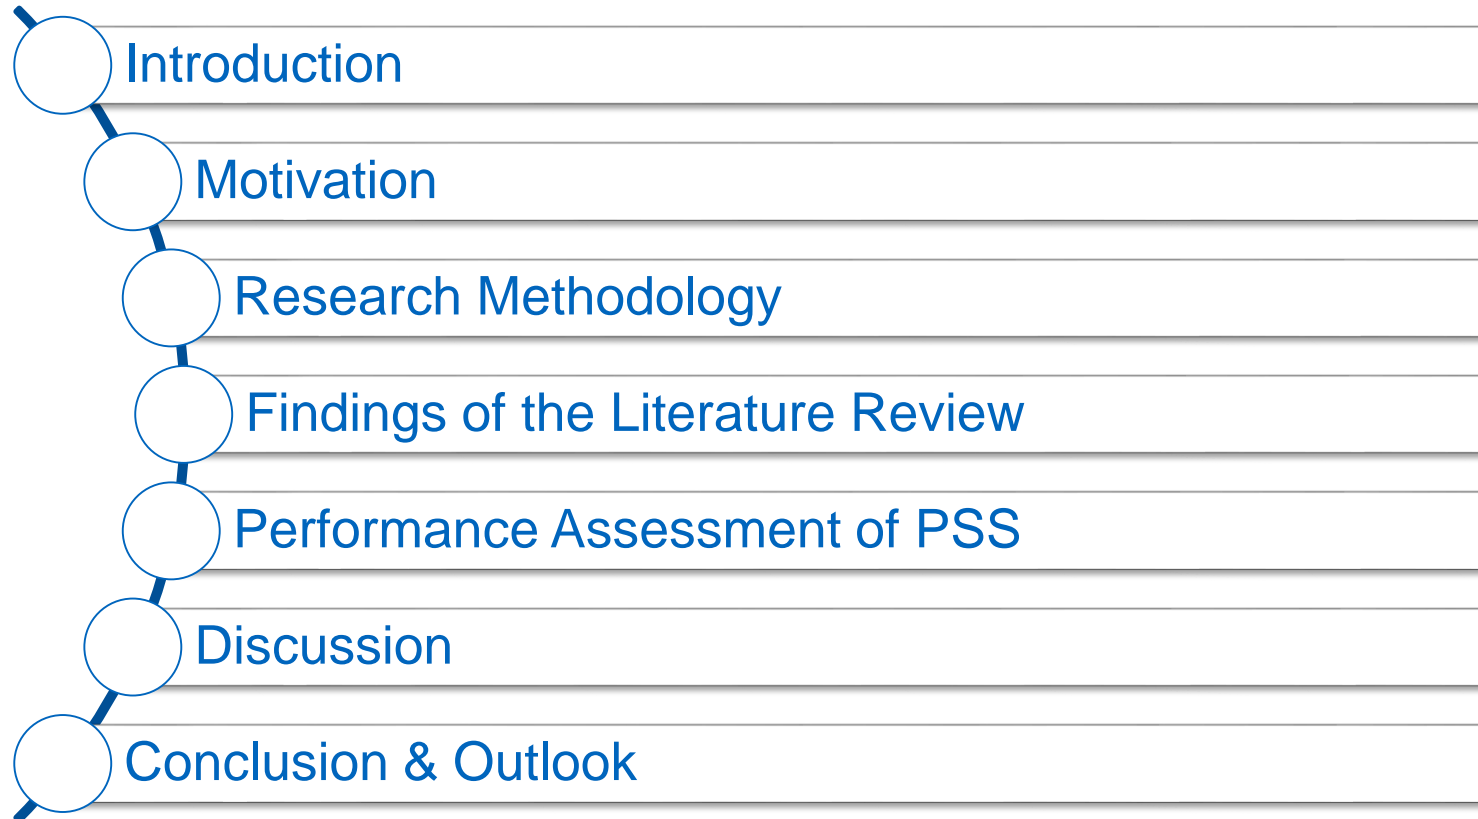 Introduction
Motivation
Research Methodology
Findings of the Literature Review
Performance Assessment of PSS
Discussion
Conclusion & Outlook